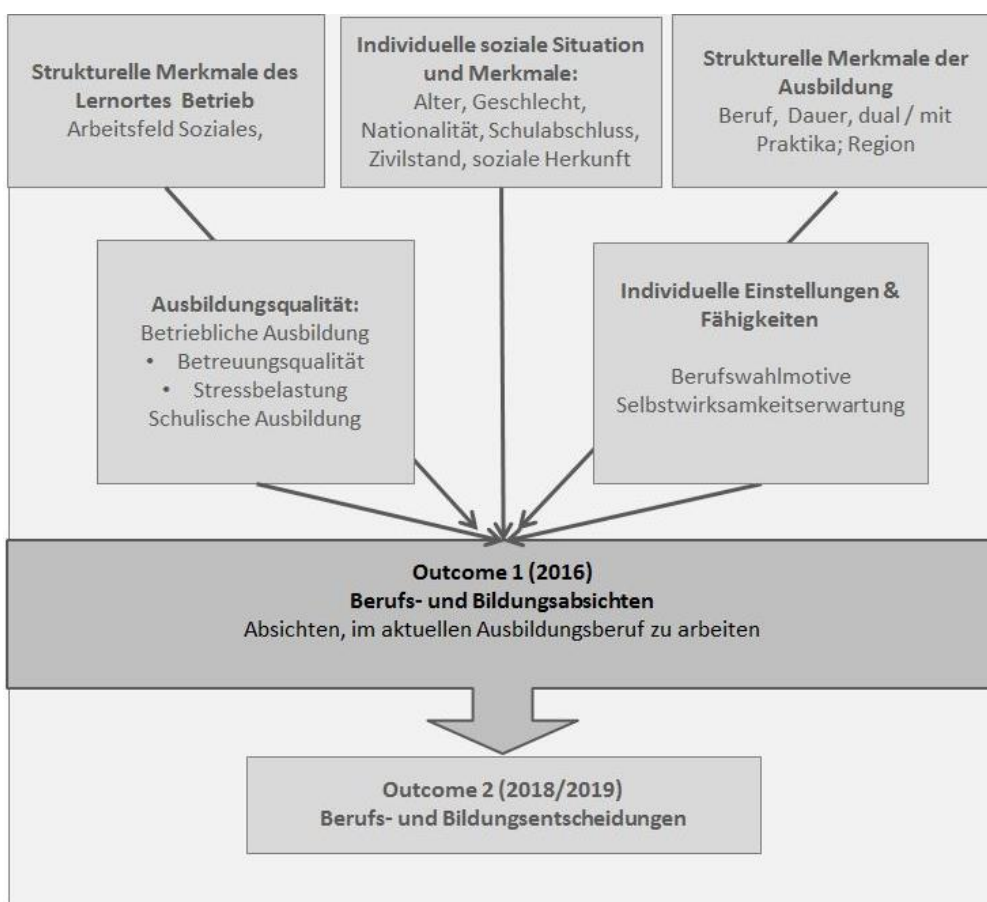 Strukturelle Merkmale des
Lernortes Betrieb
Arbeitsfeld Soziales,
Individuelle soziale Situation
und Merkmale:
Alter, Geschlecht,
Nationalität, Schulabschluss,
Zivilstand, soziale Herkunft
Strukturelle Merkmale der
Ausbildung
Beruf, Dauer, dual / mit
Praktika; Region
Ausbildungsqualität:
Betriebliche Ausbildung
• Betreuungsqualität
• Stressbelastung
Schulische Ausbildung
Individuelle Einstellungen &
Fähigkeiten
Berufswahlmotive
Selbstwirksamkeitserwartung
Outcome 1 (2016)
Berufs- und Bildungsabsichten
Absichten, im aktuellen Ausbildungsberuf zu arbeiten
Outcome 2 (2018/2019)
Berufs- und Bildungsentscheidungen